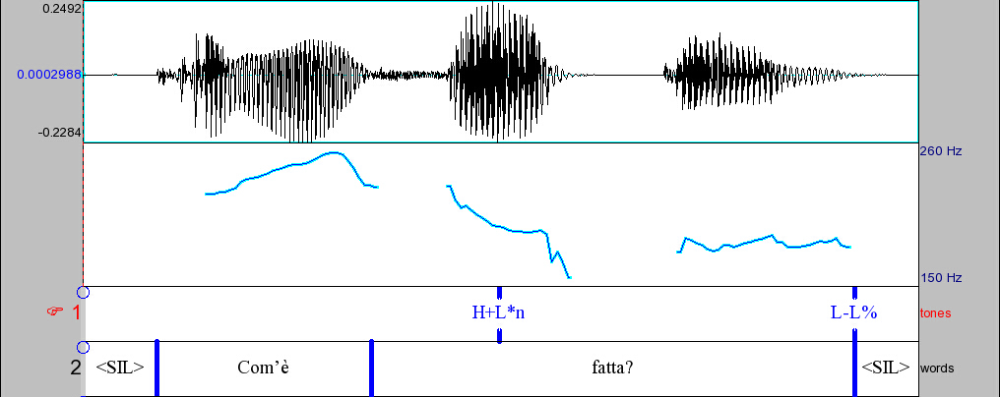 0.2492
0.0002988
-0.2284
260 Hz
150 Hz
☞ 1 H+L*n L-L% tones
2 <SIL> Com'è fatta? <SIL> words